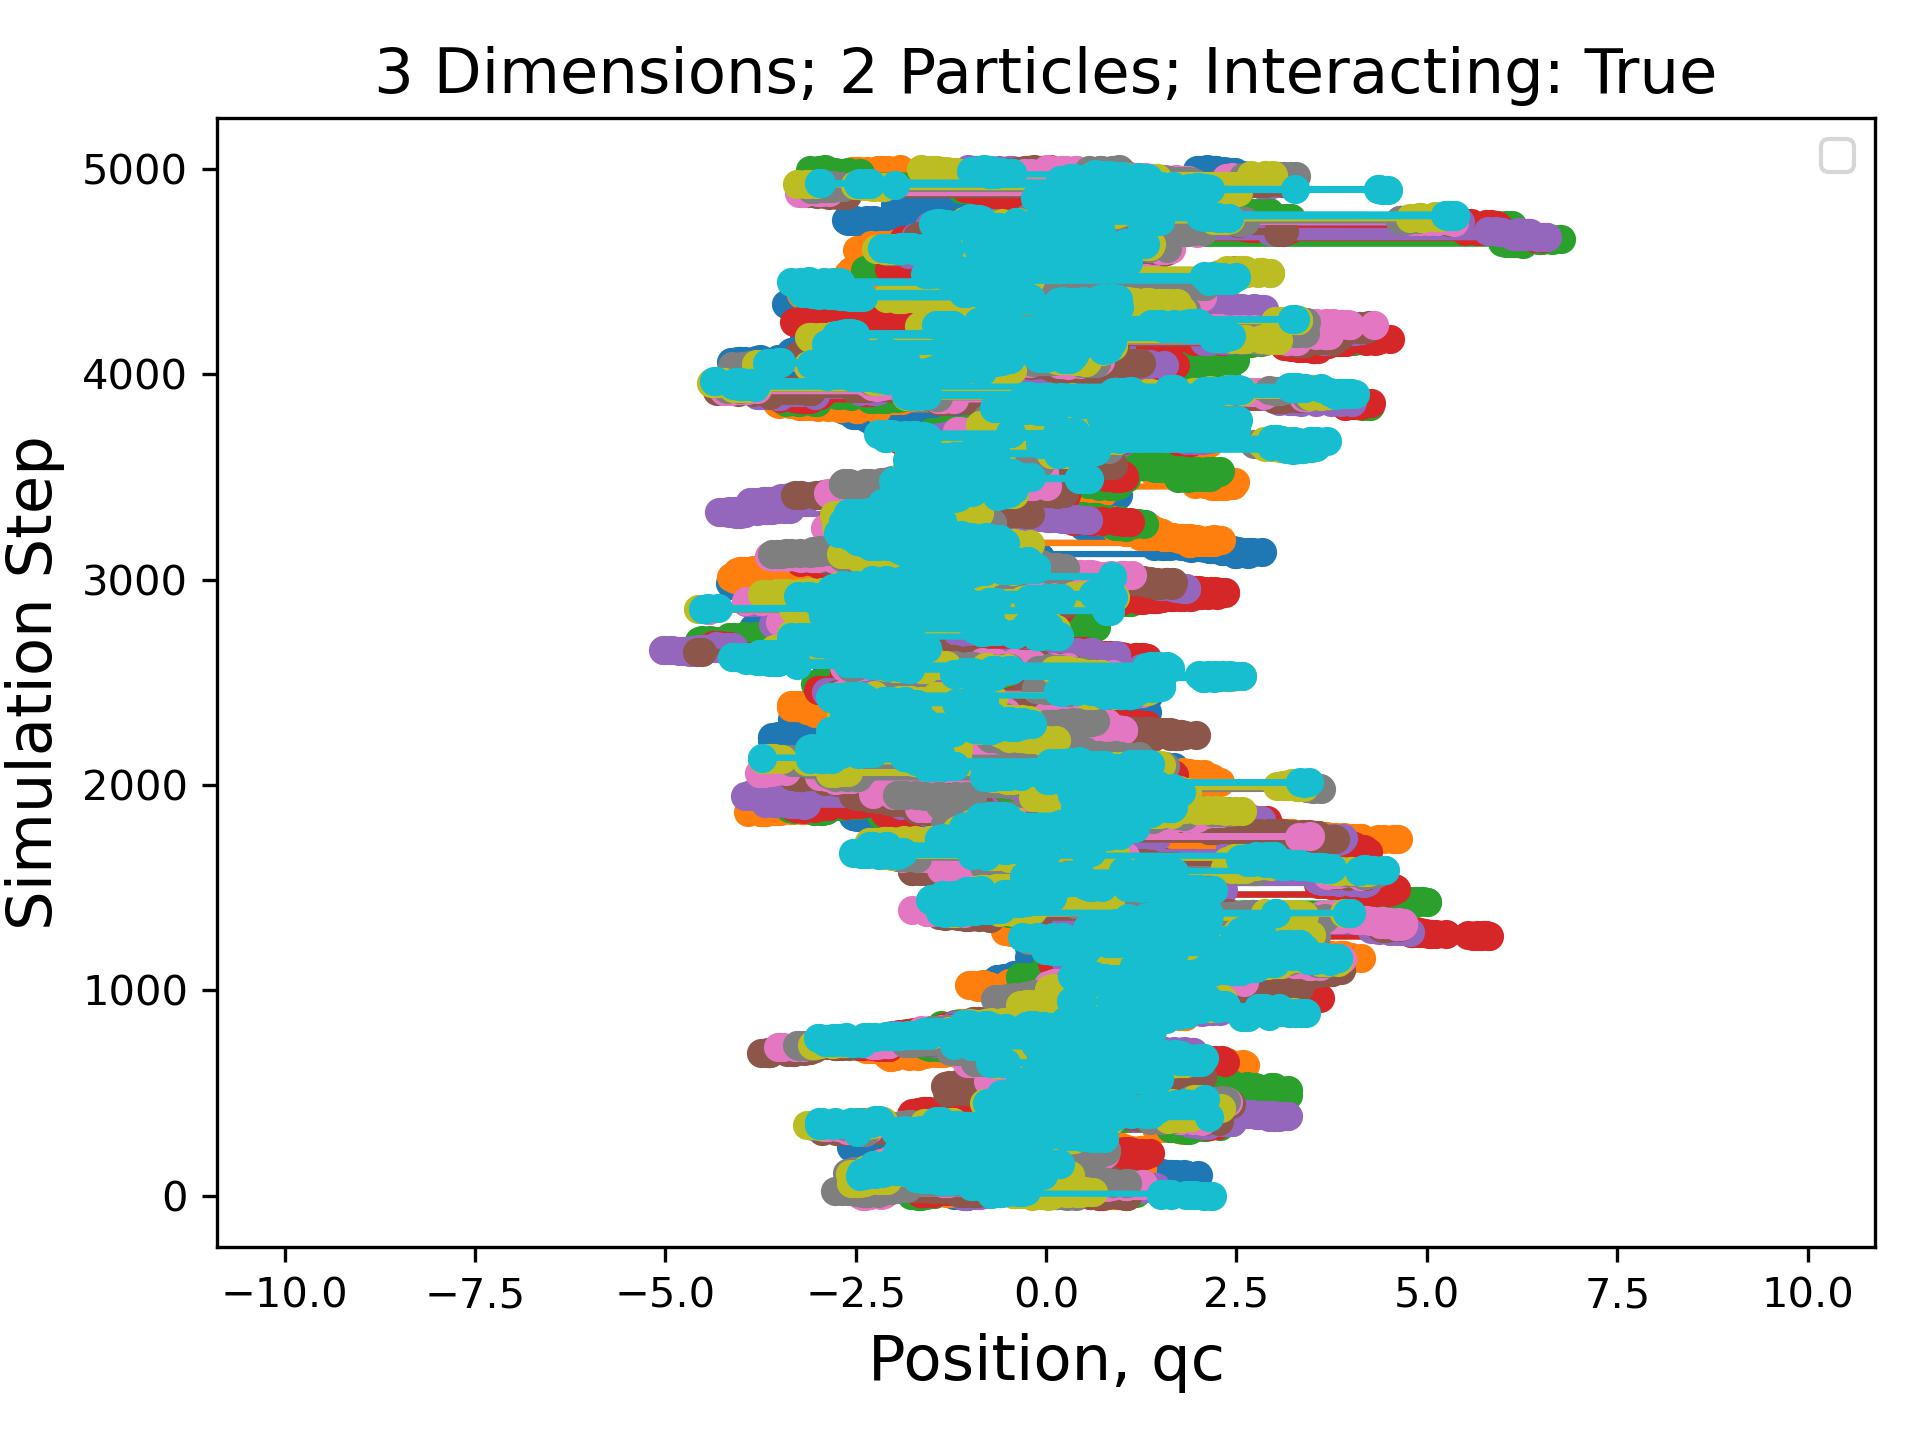 3 Dimensions; 2 Particles; Interacting: True
5000
4000
3000
2000
1000
0
Simulation Step
−10.0 −7.5 −5.0 −2.5 0.0 2.5 5.0 7.5 10.0
Position, qc